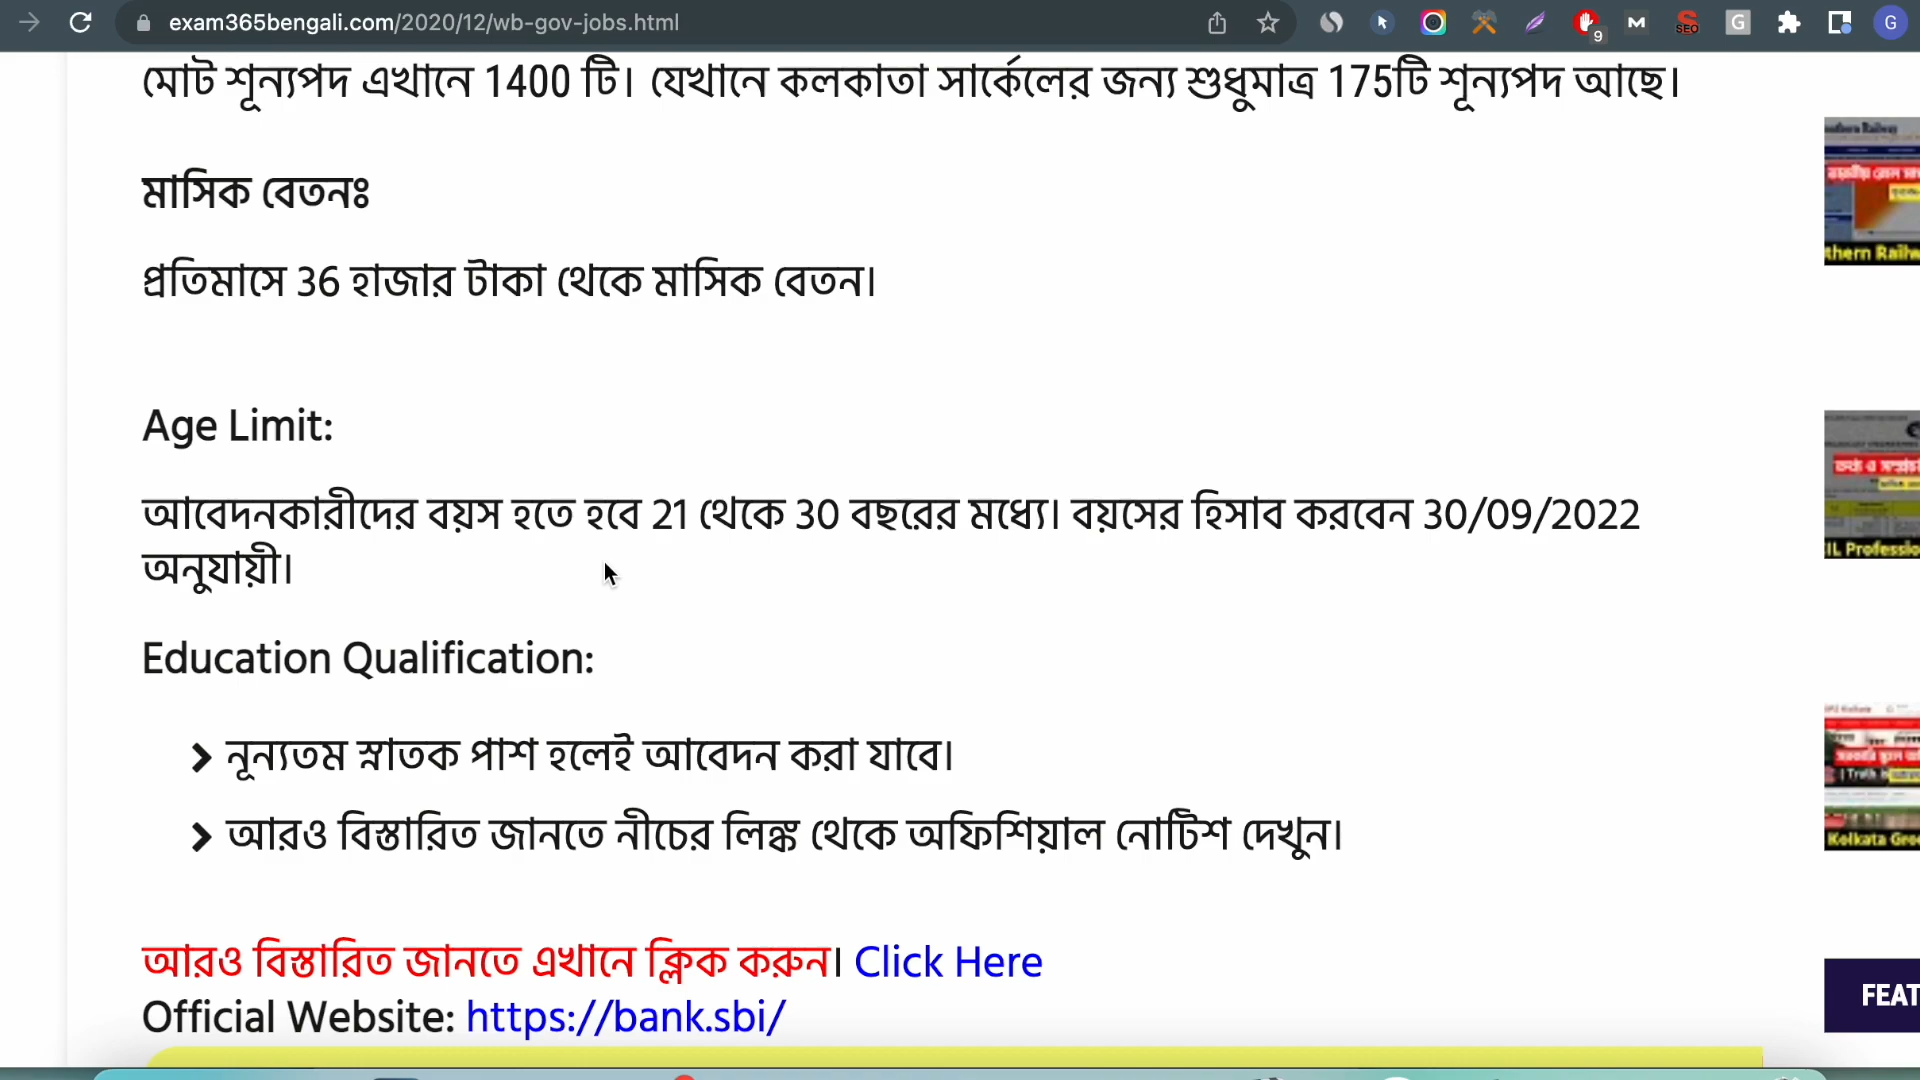 exam365bengali.com/2020/12/wb-gov-jobs.html
9
M
SEO
G
G
মোট শূন্যপদ এখানে 1400 টি। যেখানে কলকাতা সার্কেলের জন্য শুধুমাত্র 175টি শূন্যপদ আছে।
মাসিক বেতনঃ
প্রতিমাসে 36 হাজার টাকা থেকে মাসিক বেতন।
Age Limit:
আবেদনকারীদের বয়স হতে হবে 21 থেকে 30 বছরের মধ্যে। বয়সের হিসাব করবেন 30/09/2022
অনুযায়ী।
Education Qualification:
নূন্যতম স্নাতক পাশ হলেই আবেদন করা যাবে।
আরও বিস্তারিত জানতে নীচের লিঙ্ক থেকে অফিশিয়াল নোটিশ দেখুন।
আরও বিস্তারিত জানতে এখানে ক্লিক করুন। Click Here
Official Website: https://bank.sbi/
FEAT